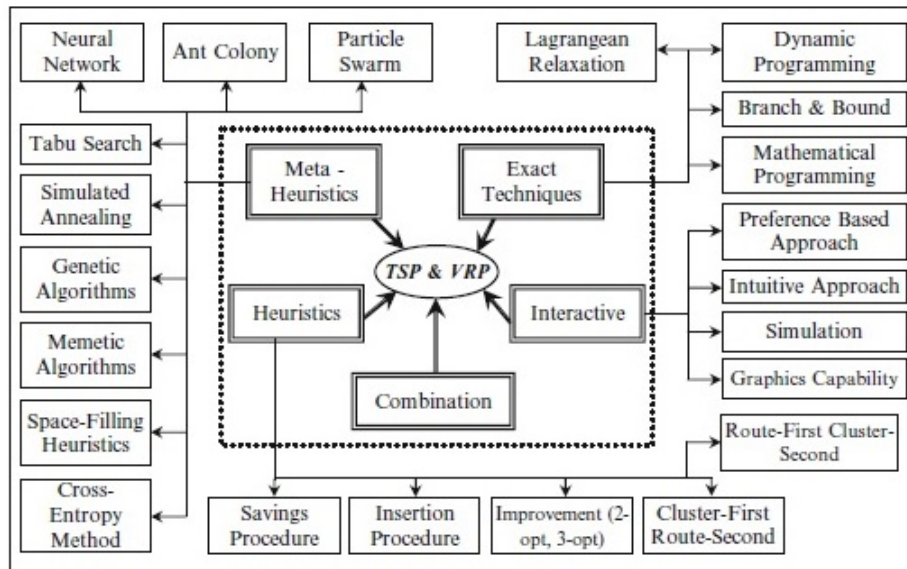 Neural
Network
Ant Colony
Particle
Swarm
Lagrangean
Relaxation
Dynamic
Programming
Branch & Bound
Mathematical
Programming
Tabu Search
Simulated
Annealing
Genetic
Algorithms
Memetic
Algorithms
Space-Filling
Heuristics
Cross-
Entropy
Method
Meta -
Heuristics
Exact
Techniques
TSP & VRP
Heuristics
Interactive
Combination
Preference Based
Approach
Intuitive Approach
Simulation
Graphics Capability
Route-First Cluster-
Second
Savings
Procedure
Insertion
Procedure
Improvement (2-
opt, 3-opt)
Cluster-First
Route-Second